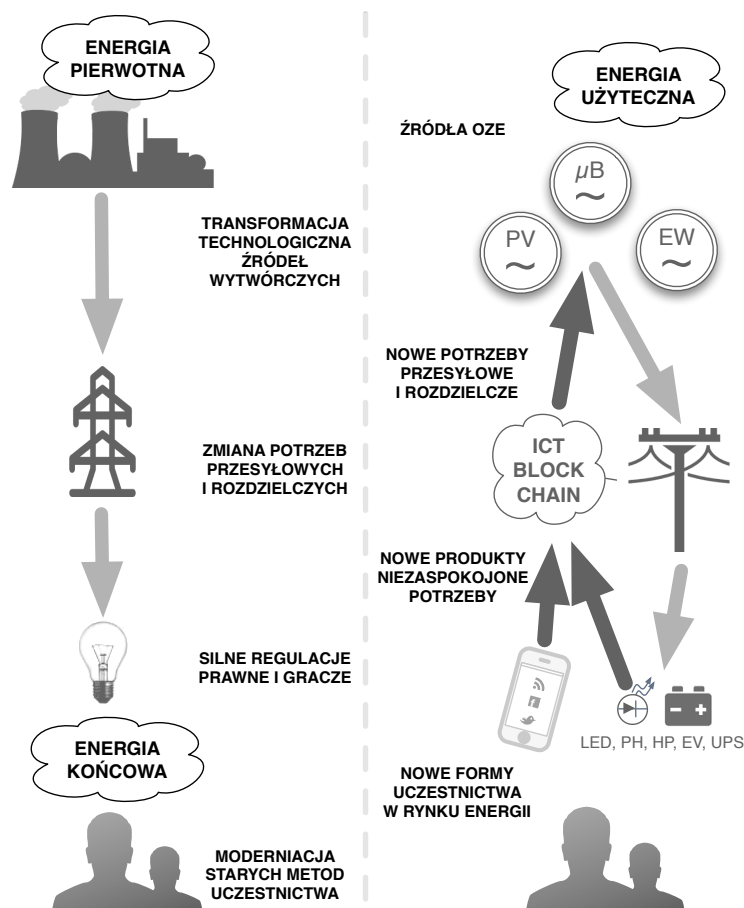 ENERGIA
PIERWOTNA
TRANSFORMACJA
TECHNOLOGICZNA
ŹRÓDEŁ
WYTWÓRCZYCH
ZMIANA POTRZEB
PRZESYŁOWYCH
I ROZDZIELCZYCH
SILNE REGULACJE
PRAWNE I GRACZE
ENERGIA
KOŃCOWA
MODERNIACJA
STARYCH METOD
UCZESTNICTWA
ENERGIA
UŻYTECZNA
ŹRÓDŁA OZE
µB
~
PV
~
EW
~
NOWE POTRZEBY
PRZESYŁOWE
I ROZDZIELCZE
ICT
BLOCK
CHAIN
NOWE PRODUKTY
NIEZASPOKOJONE
POTRZEBY
LED, PH, HP, EV, UPS
NOWE FORMY
UCZESTNICTWA
W RYNKU ENERGII